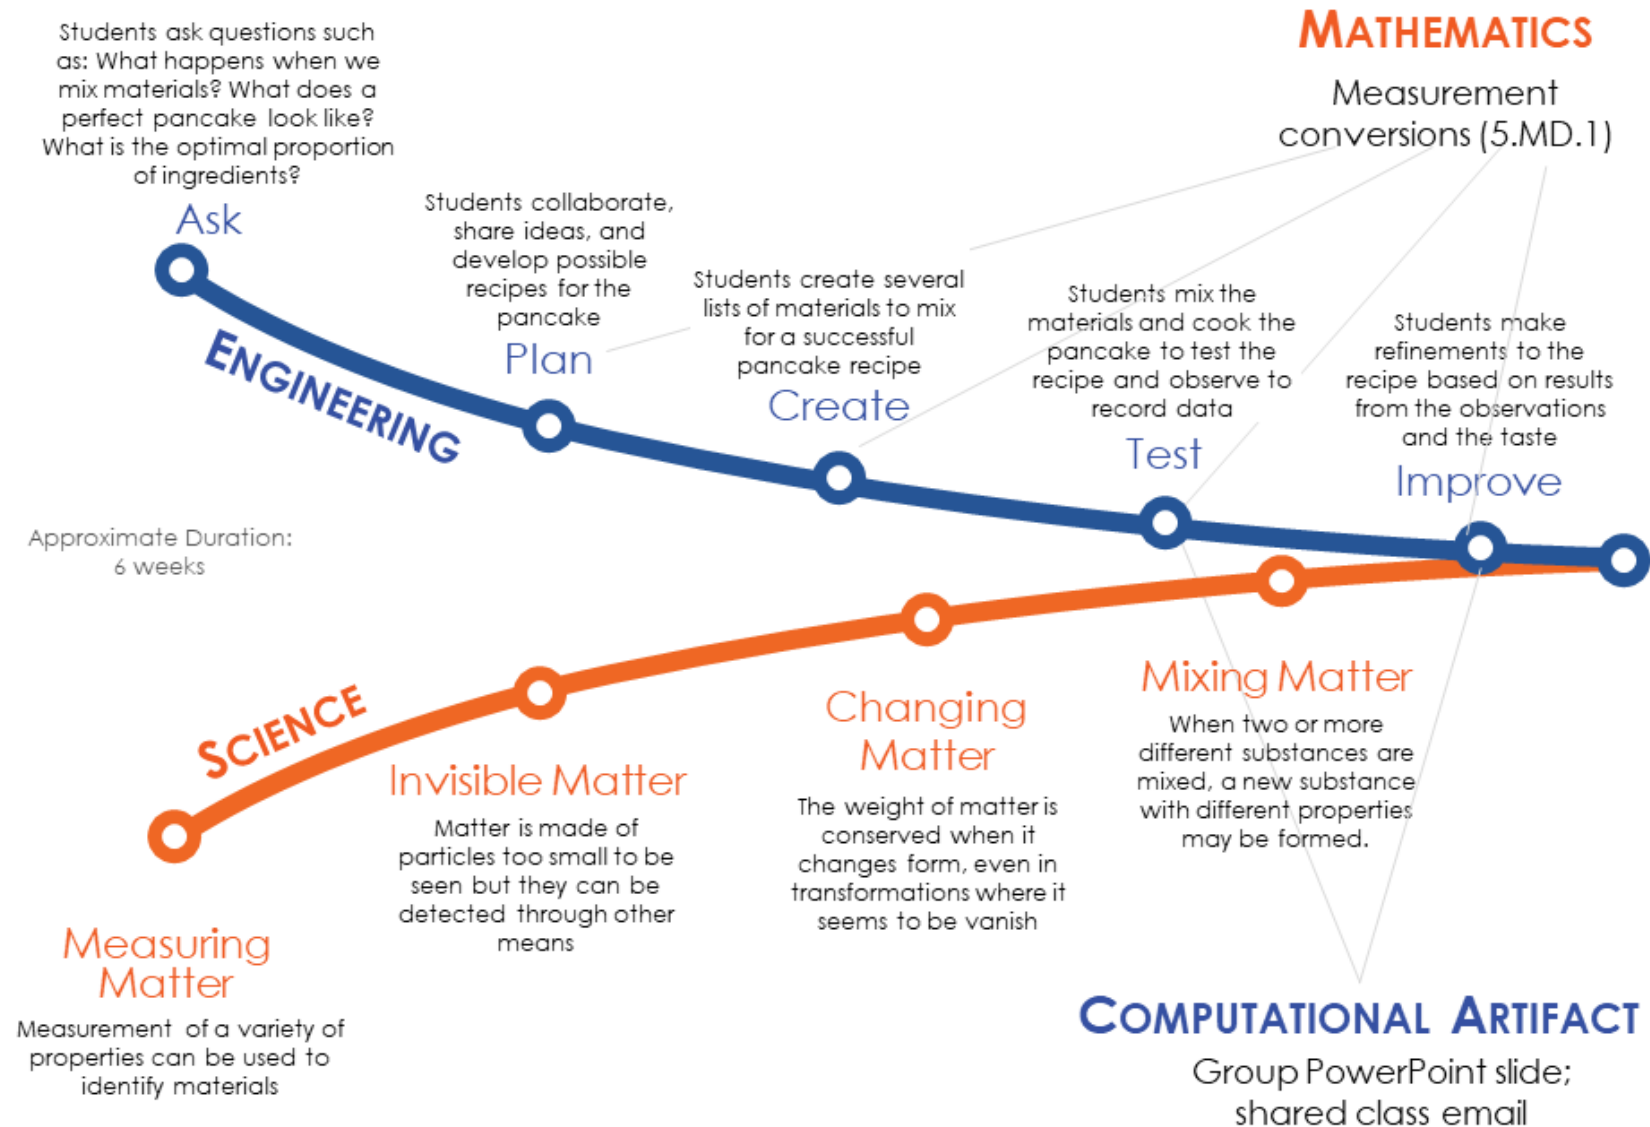 Students ask questions such
as: What happens when we
mix materials? What does a
perfect pancake look like?
What is the optimal proportion
of ingredients?
Ask
Students collaborate,
share ideas, and
develop possible
recipes for the
pancake
Plan
Students create several
lists of materials to mix
for a successful
pancake recipe
Create
Students mix the
materials and cook the
pancake to test the
recipe and observe to
record data
Test
Students make
refinements to the
recipe based on results
from the observations
and the taste
Improve
MATHEMATICS
Measurement
conversions (5.MD.1)
ENGINEERING
Approximate Duration:
6 weeks
SCIENCE
Measuring
Matter
Measurement of a variety of
properties can be used to
identify materials
Invisible Matter
Matter is made of
particles too small to be
seen but they can be
detected through other
means
Changing
Matter
The weight of matter is
conserved when it
changes form, even in
transformations where it
seems to be vanish
Mixing Matter
When two or more
different substances are
mixed, a new substance
with different properties
may be formed.
COMPUTATIONAL ARTIFACT
Group PowerPoint slide;
shared class email